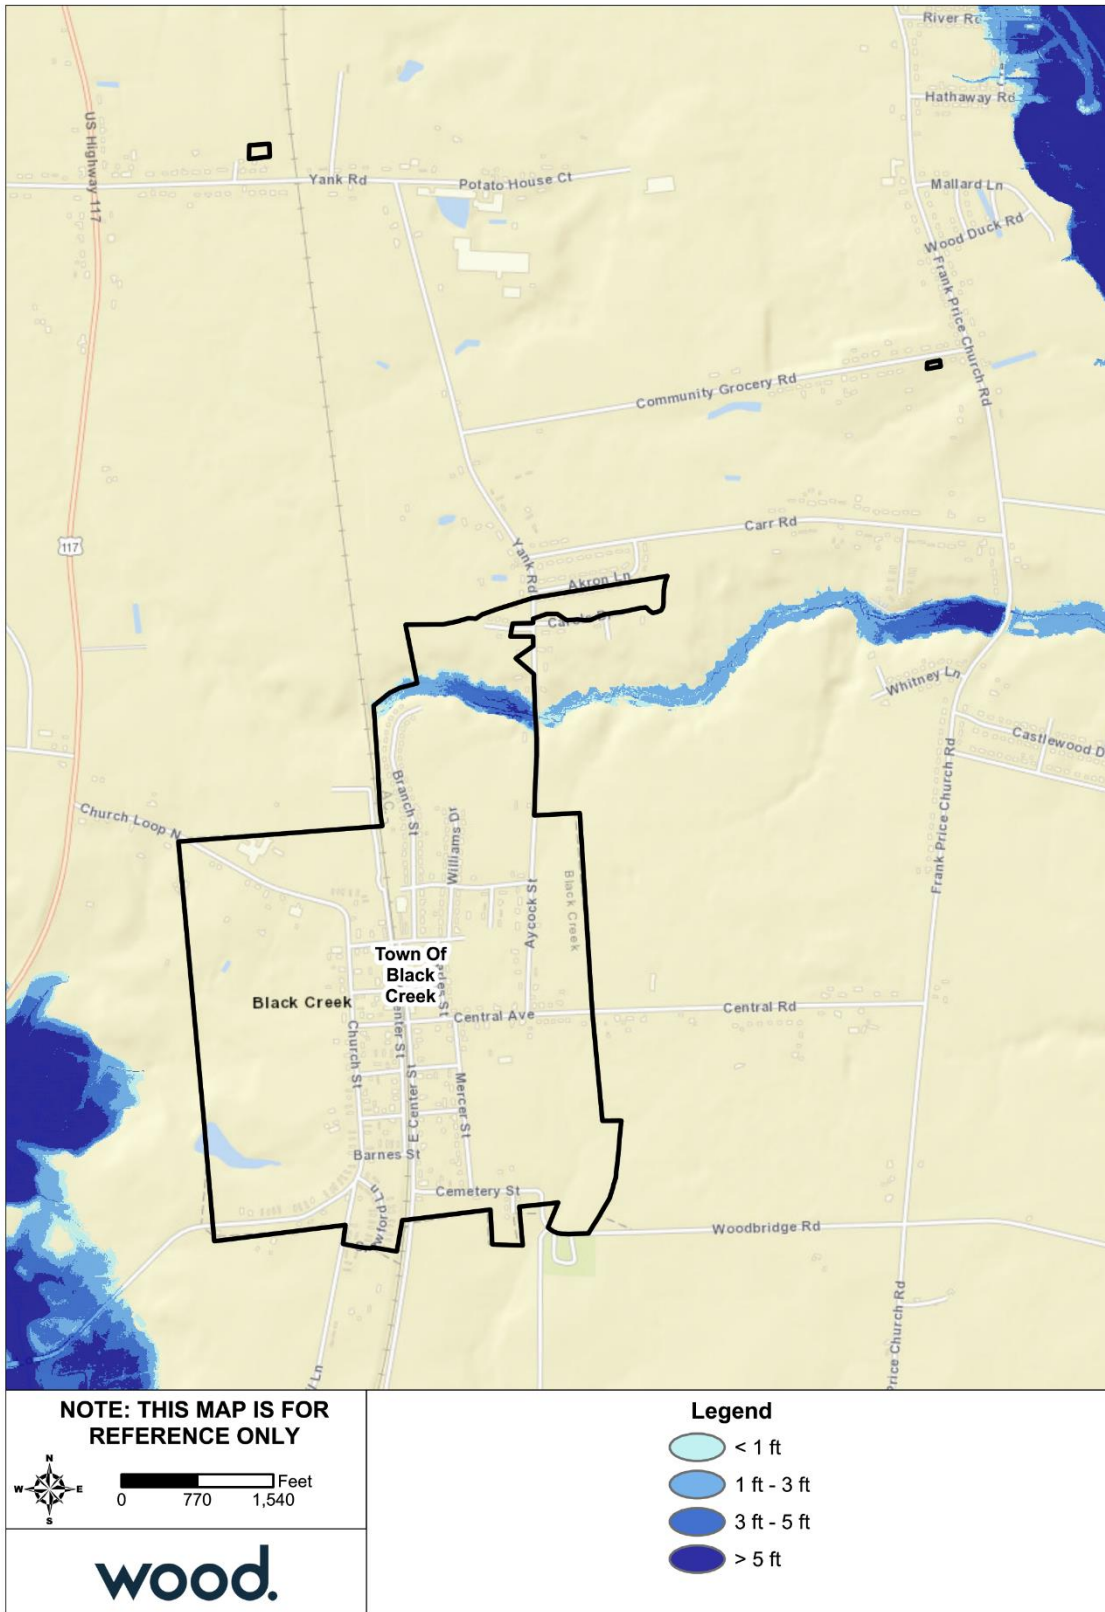 River Rd
Hathaway Rd
US Highway 117
Yank Rd
Potato House Ct
Mallard Ln
Wood Duck Rd
Frank Price Church Rd
Community Grocery Rd
Carr Rd
117
Yank Rd
Akron Ln
Whitney Ln
Castlewood D
Branch St
A C
Church Loop N
Williams Dr
Frank Price Church Rd
Aycock St
Black Creek
Town Of
Black
Creek
Black Creek
Center St
Central Ave
Central Rd
Church St
E Center St
Mercer St
Barnes St
Cemetery St
wford Ln
Woodbridge Rd
Price Church Rd
Ln
NOTE: THIS MAP IS FOR
REFERENCE ONLY
N
W E
S
Feet
0 770 1,540
wood.
Legend
< 1 ft
1 ft - 3 ft
3 ft - 5 ft
> 5 ft